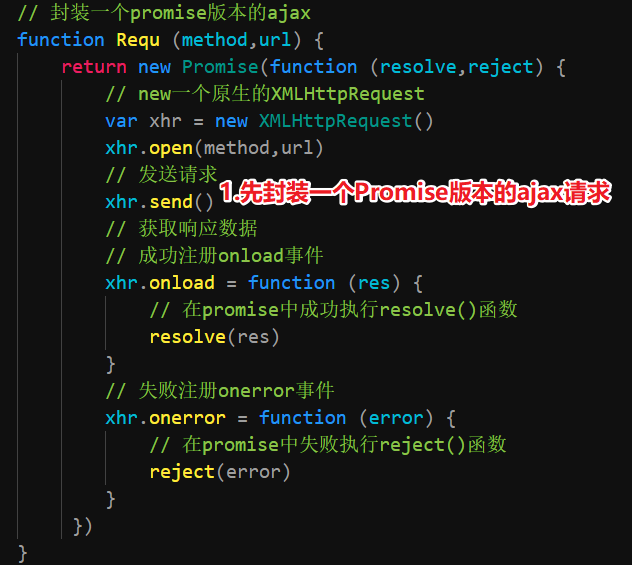 // 封装一个promise版本的ajax
function Requ (method,url) {
return new Promise(function (resolve,reject) {
// new一个原生的XMLHttpRequest
var xhr = new XMLHttpRequest()
xhr.open(method,url)
// 发送请求
1.先封装一个Promise版本的ajax请求
xhr.send()
// 获取响应数据
// 成功注册onload事件
xhr.onload = function (res) {
// 在promise中成功执行resolve()函数
resolve(res)
}
// 失败注册onerror事件
xhr.onerror = function (error) {
// 在promise中失败执行reject()函数
reject(error)
}
})
}